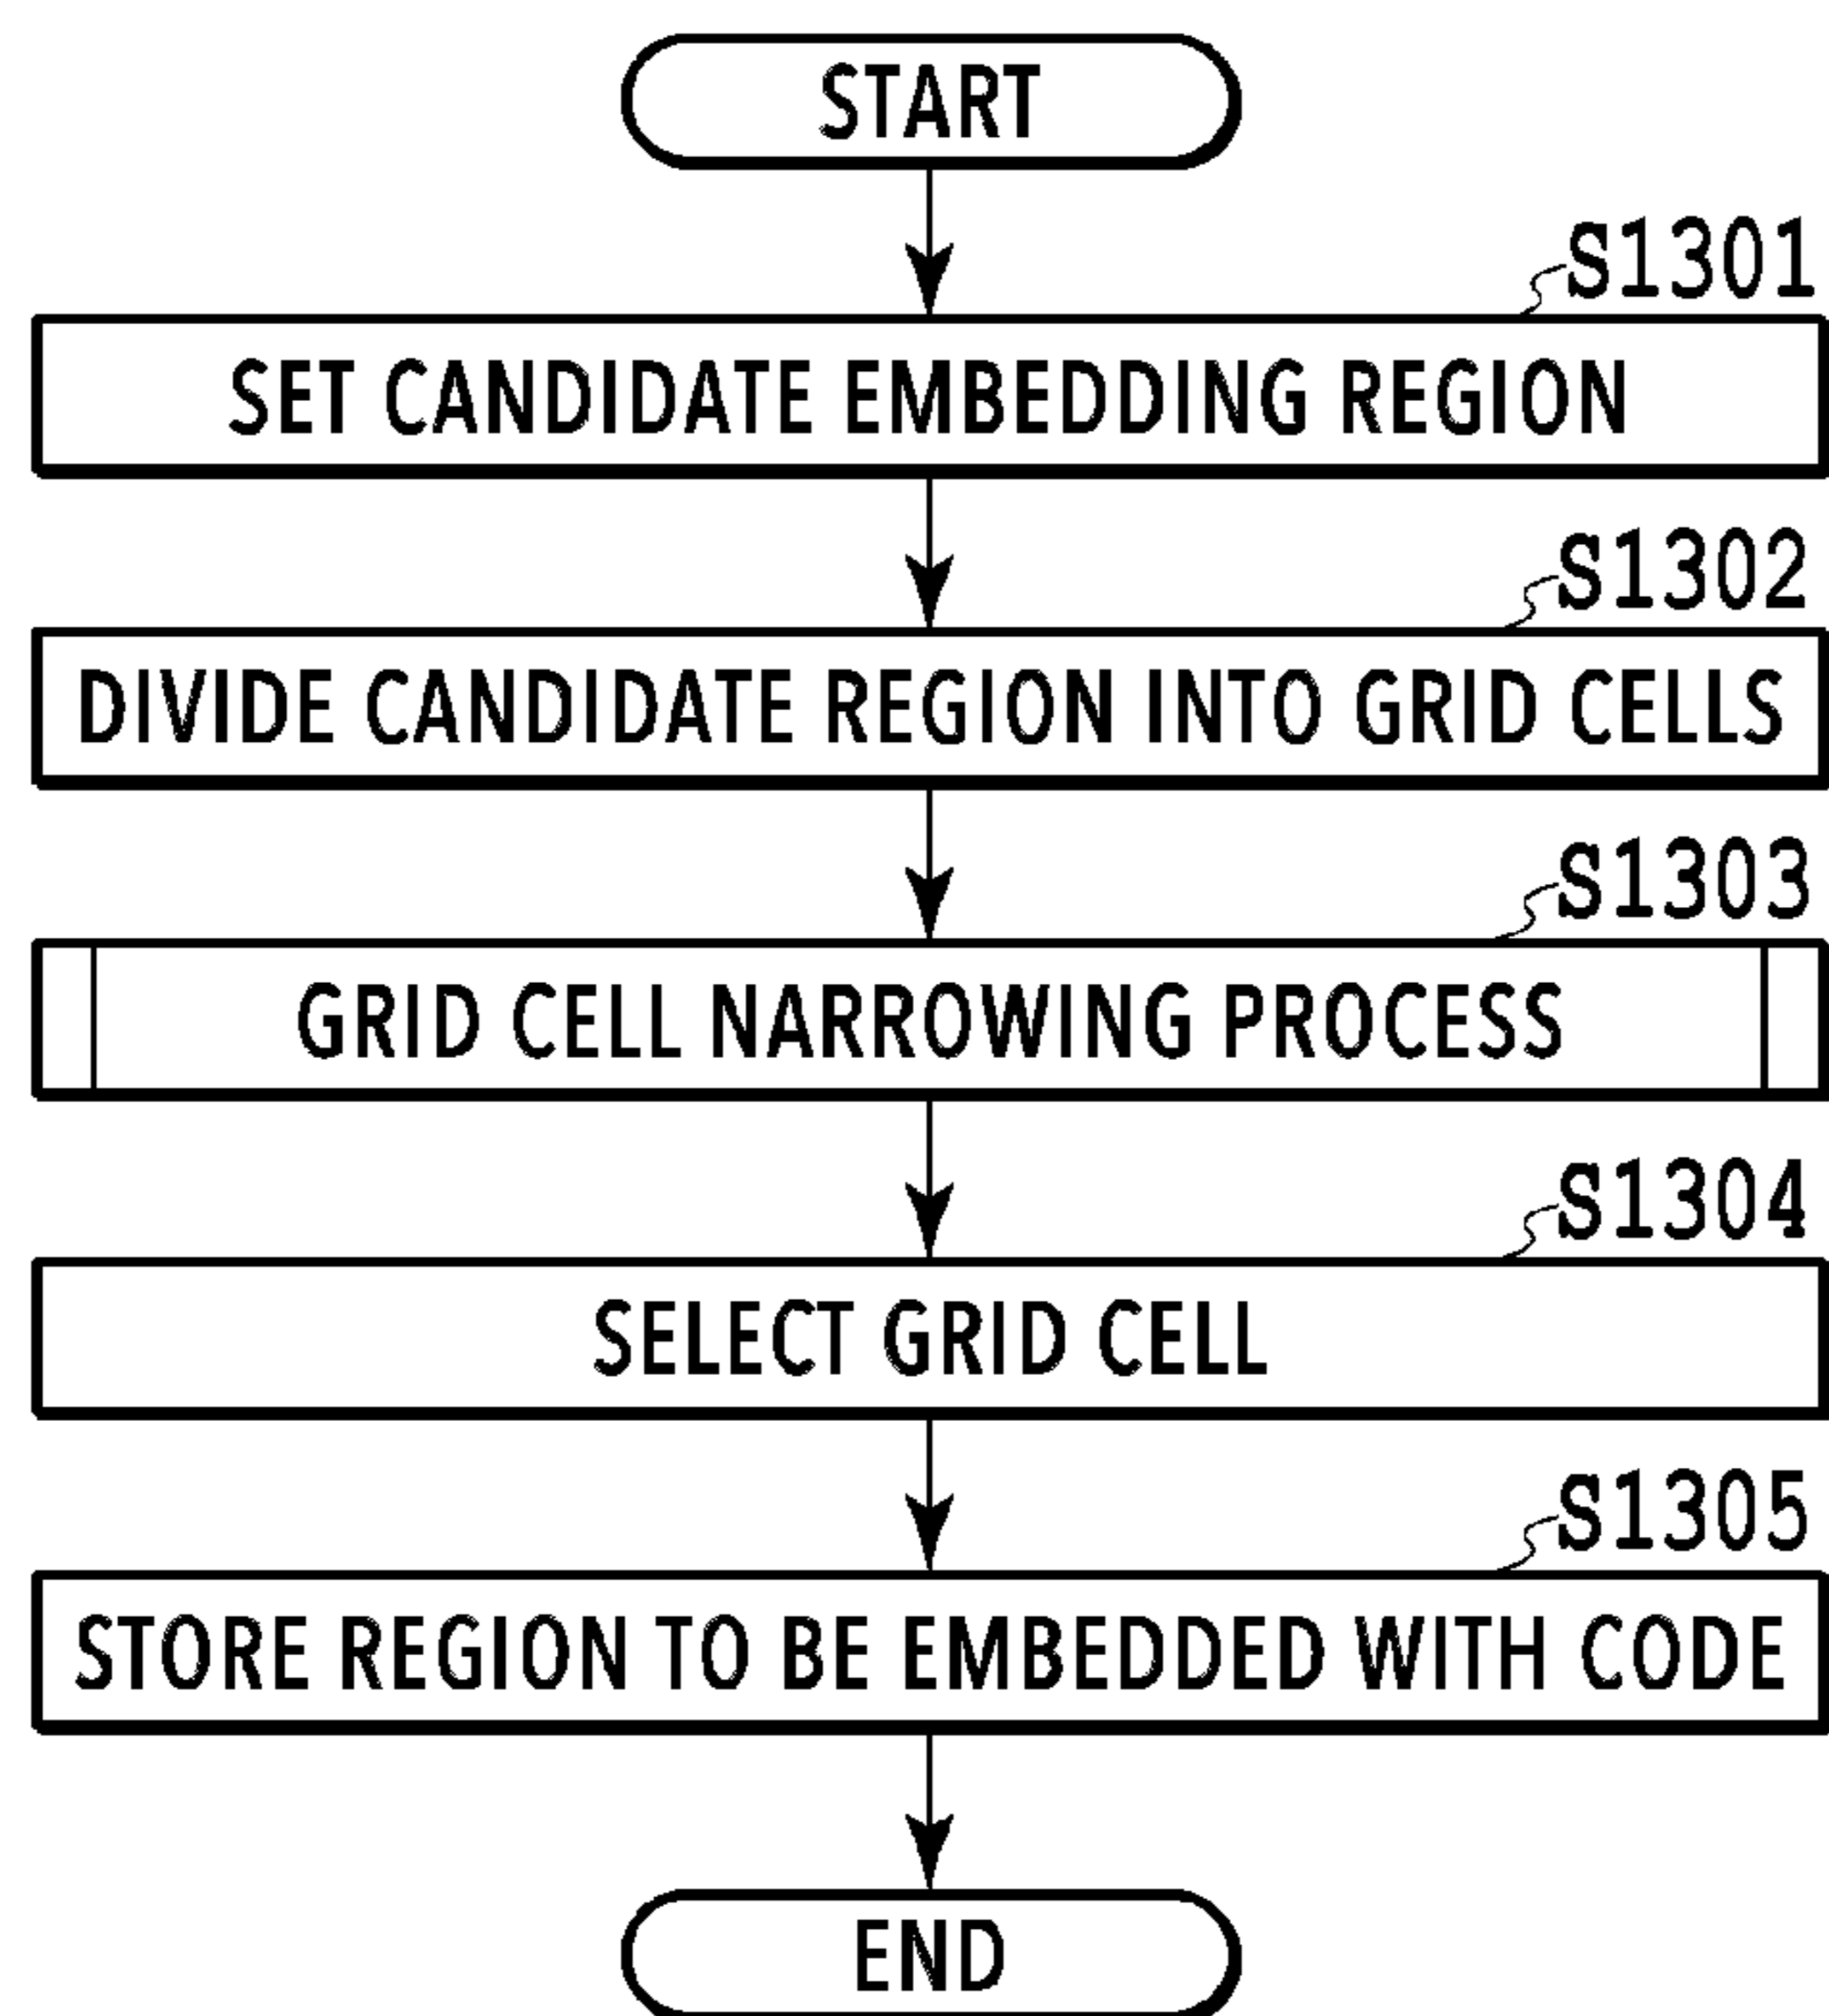 START
S1301
SET CANDIDATE EMBEDDING REGION
S1302
DIVIDE CANDIDATE REGION INTO GRID CELLS
S1303
GRID CELL NARROWING PROCESS
S1304
SELECT GRID CELL
S1305
STORE REGION TO BE EMBEDDED WITH CODE
END